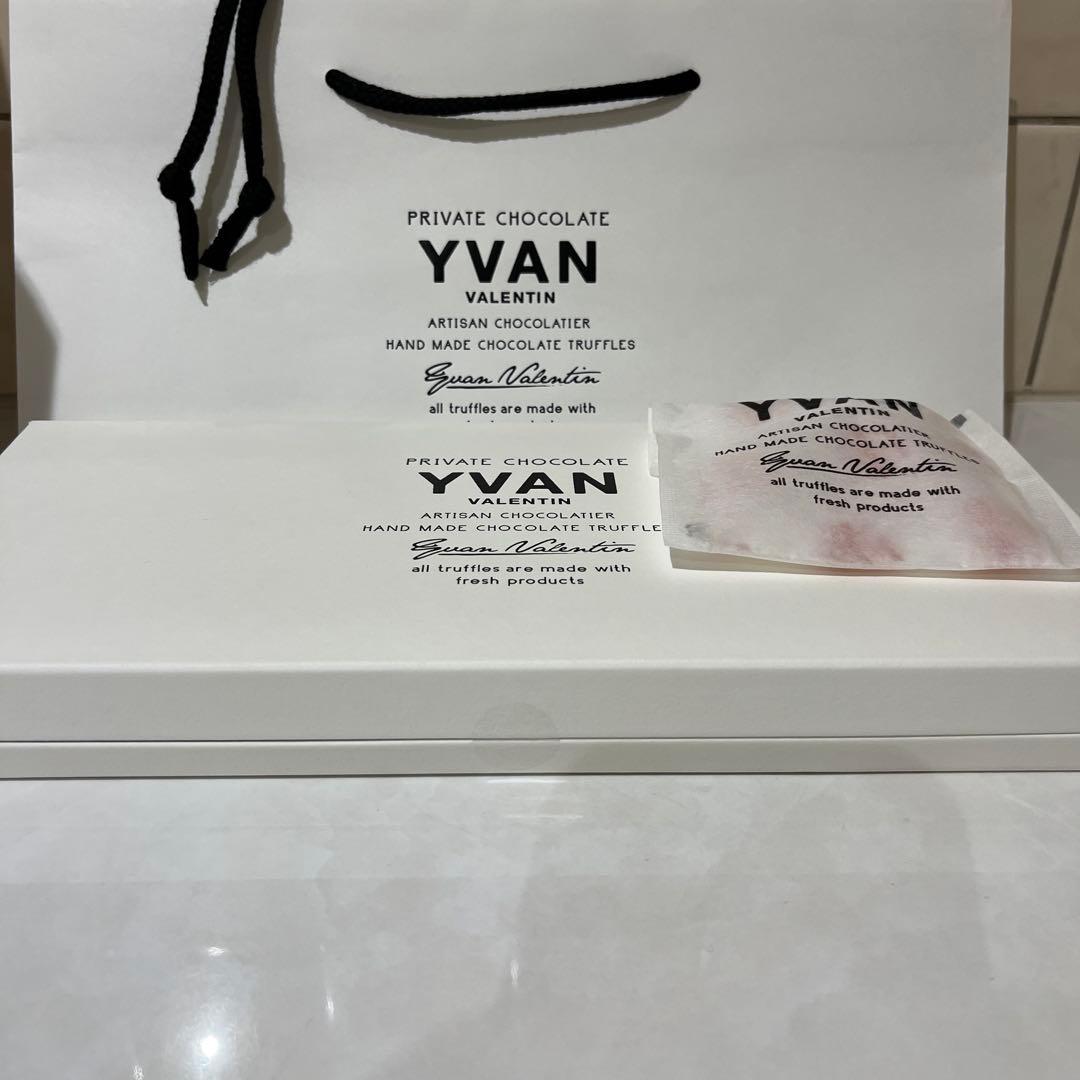 PRIVATE CHOCOLATE
YVAN
VALENTIN
ARTISAN CHOCOLATIER
HAND MADE CHOCOLATE TRUFFLES
Yvan Valentin
all truffles are made with
PRIVATE CHOCOLATE
YVAN
VALENTIN
ARTISAN CHOCOLATIER
HAND MADE CHOCOLATE TRUFFLE
Yvan Valentin
all truffles are made with
fresh products
YVAN
VALENTIN
ARTISAN CHOCOLATIER
HAND MADE CHOCOLATE TRUFFLES
Yvan Valentin
all truffles are made with
fresh products